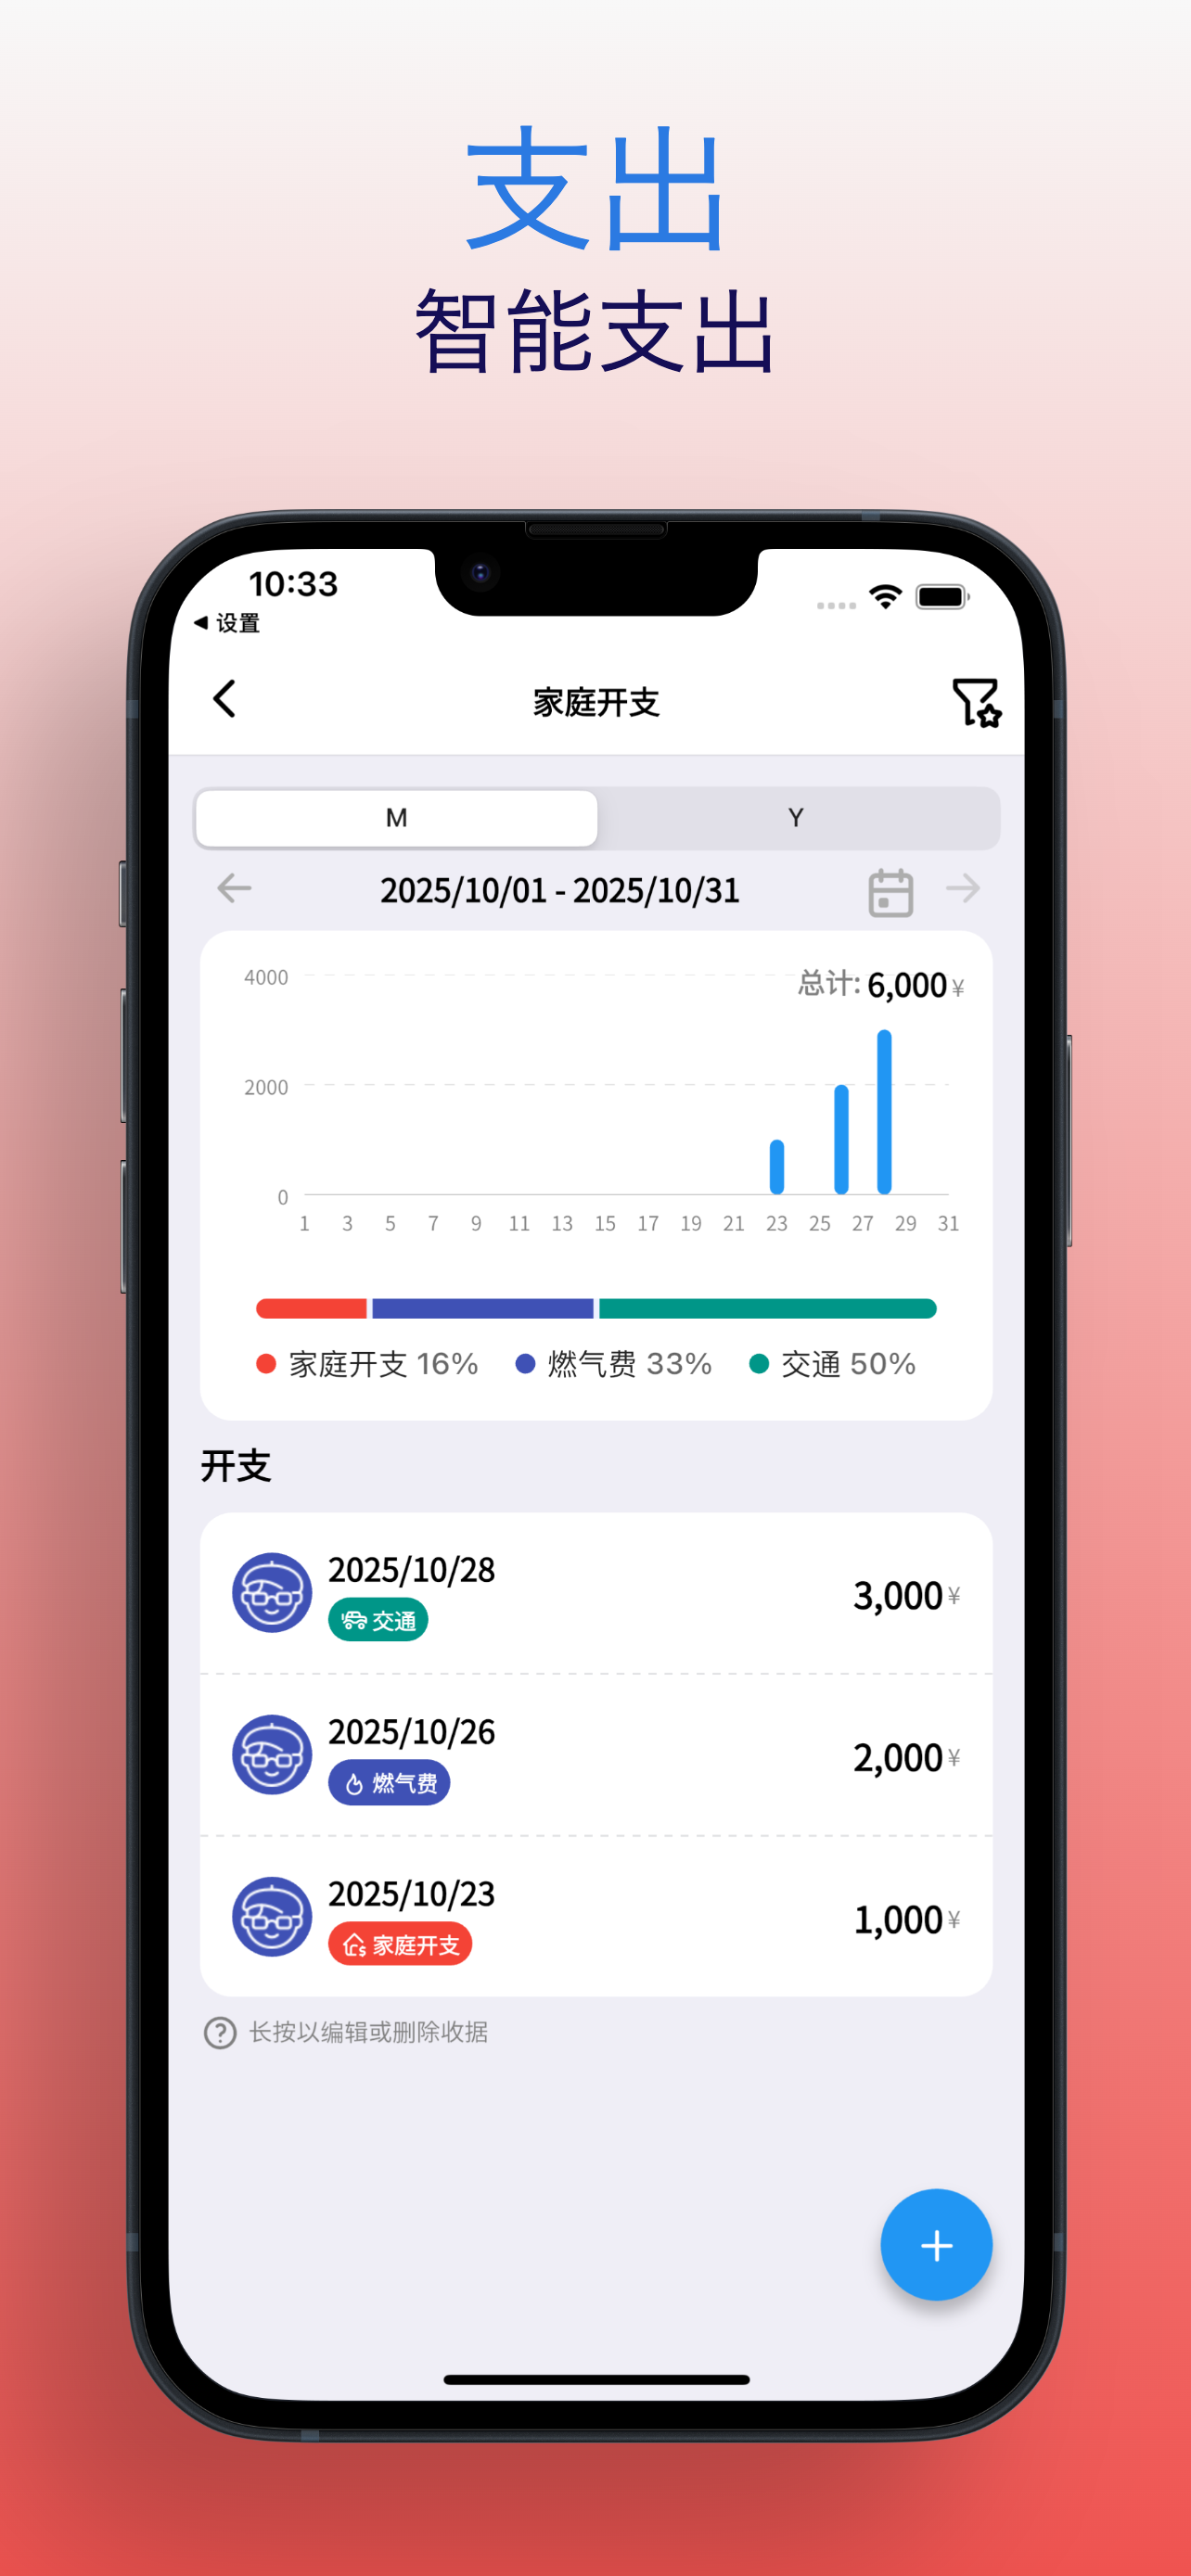 支出
智能支出
10:33
◀ 设置
家庭开支
M Y
2025/10/01 - 2025/10/31
4000
总计: 6,000 ¥
2000
0
1 3 5 7 9 11 13 15 17 19 21 23 25 27 29 31
家庭开支 16% 燃气费 33% 交通 50%
开支
2025/10/28
交通
3,000 ¥
2025/10/26
燃气费
2,000 ¥
2025/10/23
家庭开支
1,000 ¥
长按以编辑或删除收据